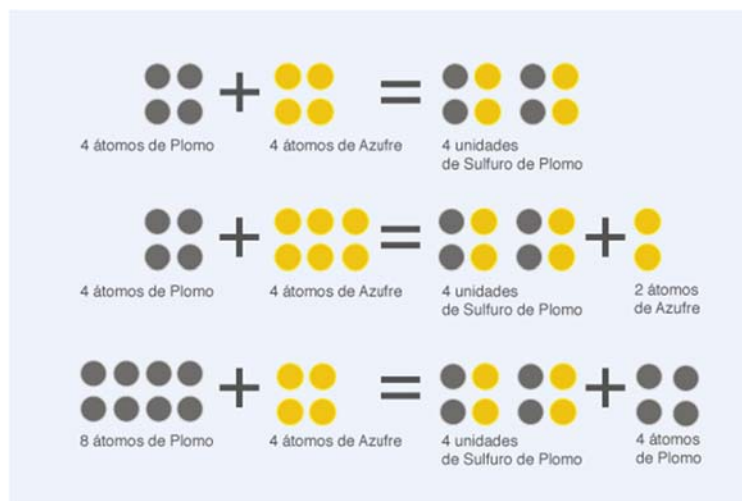 + =
4 átomos de Plomo 4 átomos de Azufre 4 unidades
de Sulfuro de Plomo
+ = +
4 átomos de Plomo 4 átomos de Azufre 4 unidades
de Sulfuro de Plomo
2 átomos
de Azufre
+ = +
8 átomos de Plomo 4 átomos de Azufre 4 unidades
de Sulfuro de Plomo
4 átomos
de Plomo